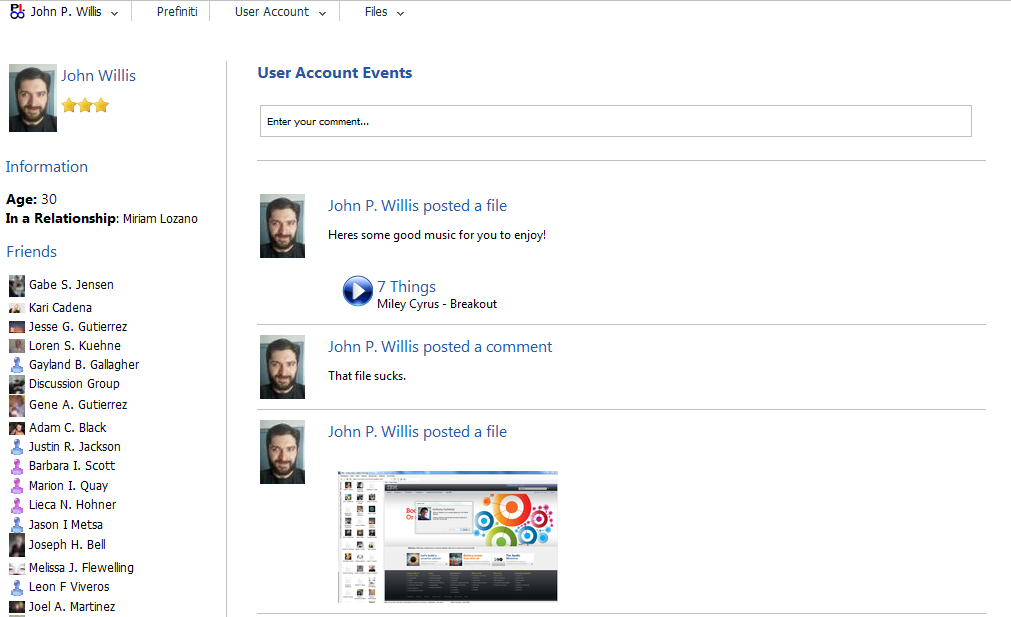 John P. Willis
Prefiniti
User Account
Files
John Willis
Information
Age: 30
In a Relationship: Miriam Lozano
Friends
Gabe S. Jensen
Kari Cadena
Jesse G. Gutierrez
Loren S. Kuehne
Gayland B. Gallagher
Discussion Group
Gene A. Gutierrez
Adam C. Black
Justin R. Jackson
Barbara I. Scott
Marion I. Quay
Lieca N. Hohner
Jason I Metsa
Joseph H. Bell
Melissa J. Flewelling
Leon F Viveros
Joel A. Martinez
User Account Events
Enter your comment...
John P. Willis posted a file
Heres some good music for you to enjoy!
7 Things
Miley Cyrus - Breakout
John P. Willis posted a comment
That file sucks.
John P. Willis posted a file
IBM